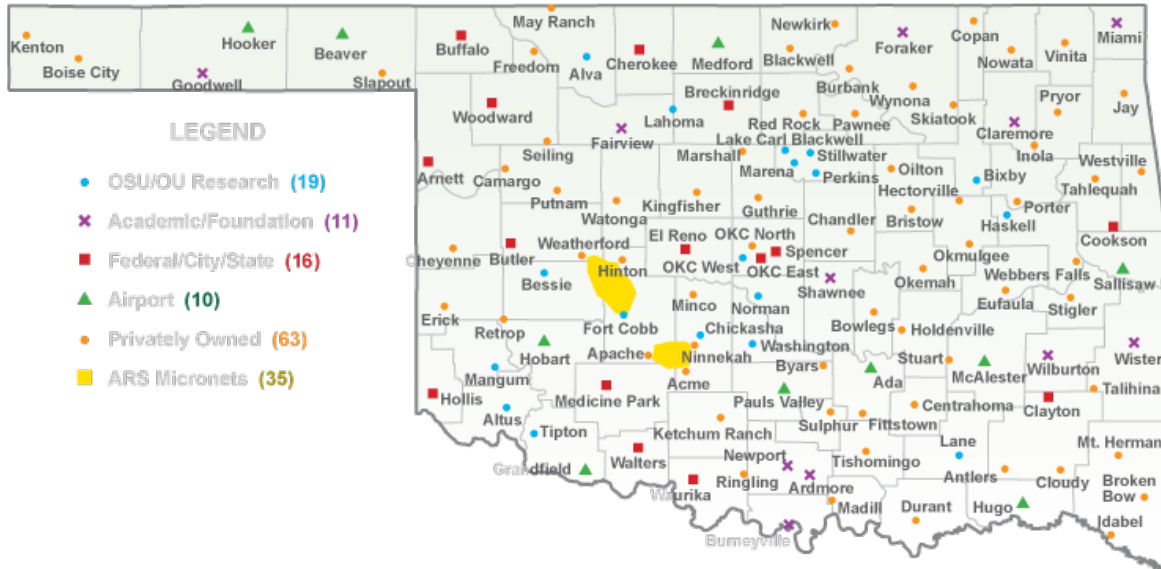 May Ranch
Newkirk
Copan
Miami
Kenton
Hooker
Beaver
Buffalo
Cherokee
Medford
Foraker
Nowata
Vinita
Boise City
Goodwell
Slapout
Freedom
Alva
Blackwell
Burbank
Wynona
Pryor
Jay
Woodward
Breckinridge
Lahoma
Red Rock
Pawnee
Skiatook
Claremore
LEGEND
Fairview
Lake Carl Blackwell
Inola
Seiling
Marshall
Stillwater
Westville
Arnett
Camargo
Marena
Perkins
Oilton
Bixby
Tahlequah
OSU/OU Research (19)
Putnam
Hectorville
Porter
Academic/Foundation (11)
Watonga
Kingfisher
Guthrie
Chandler
Bristow
Haskell
Cookson
Federal/City/State (16)
Cheyenne
Butler
Weatherford
El Reno
OKC North
Spencer
Okmulgee
Hinton
OKC West
OKC East
Webbers Falls
Airport (10)
Bessie
Shawnee
Okemah
Sallisaw
Minco
Norman
Eufaula
Stigler
Erick
Retrop
Fort Cobb
Chickasha
Bowlegs
Holdenville
Privately Owned (63)
Hobart
Apache
Ninnekah
Washington
Stuart
Wister
ARS Micronets (35)
Mangum
Acme
Byars
Ada
McAlester
Wilburton
Hollis
Medicine Park
Pauls Valley
Centrahoma
Clayton
Talihina
Altus
Sulphur
Fittstown
Tipton
Ketchum Ranch
Lane
Mt. Herman
Grandfield
Walters
Newport
Tishomingo
Antlers
Cloudy
Broken
Bow
Waurika
Ringling
Ardmore
Madill
Durant
Hugo
Idabel
Burneyville